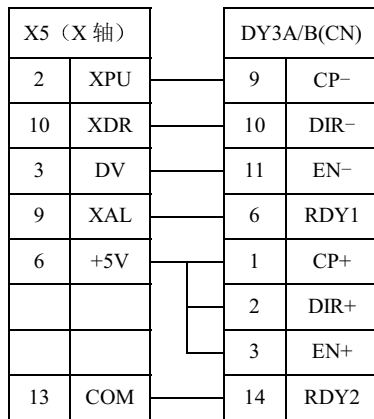 X5（X 轴） DY3A/B(CN)
2 XPU 9 CP−
10 XDR 10 DIR−
3 DV 11 EN−
9 XAL 6 RDY1
6 +5V 1 CP+
2 DIR+
3 EN+
13 COM 14 RDY2